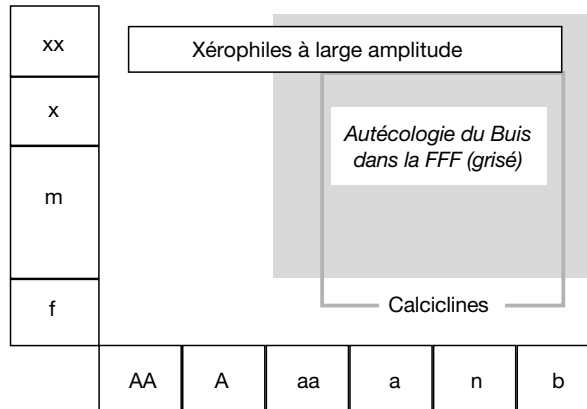 xx
Xérophiles à large amplitude
x
Autécologie du Buis
dans la FFF (grisé)
m
f
Calciclines
AA A aa a n b